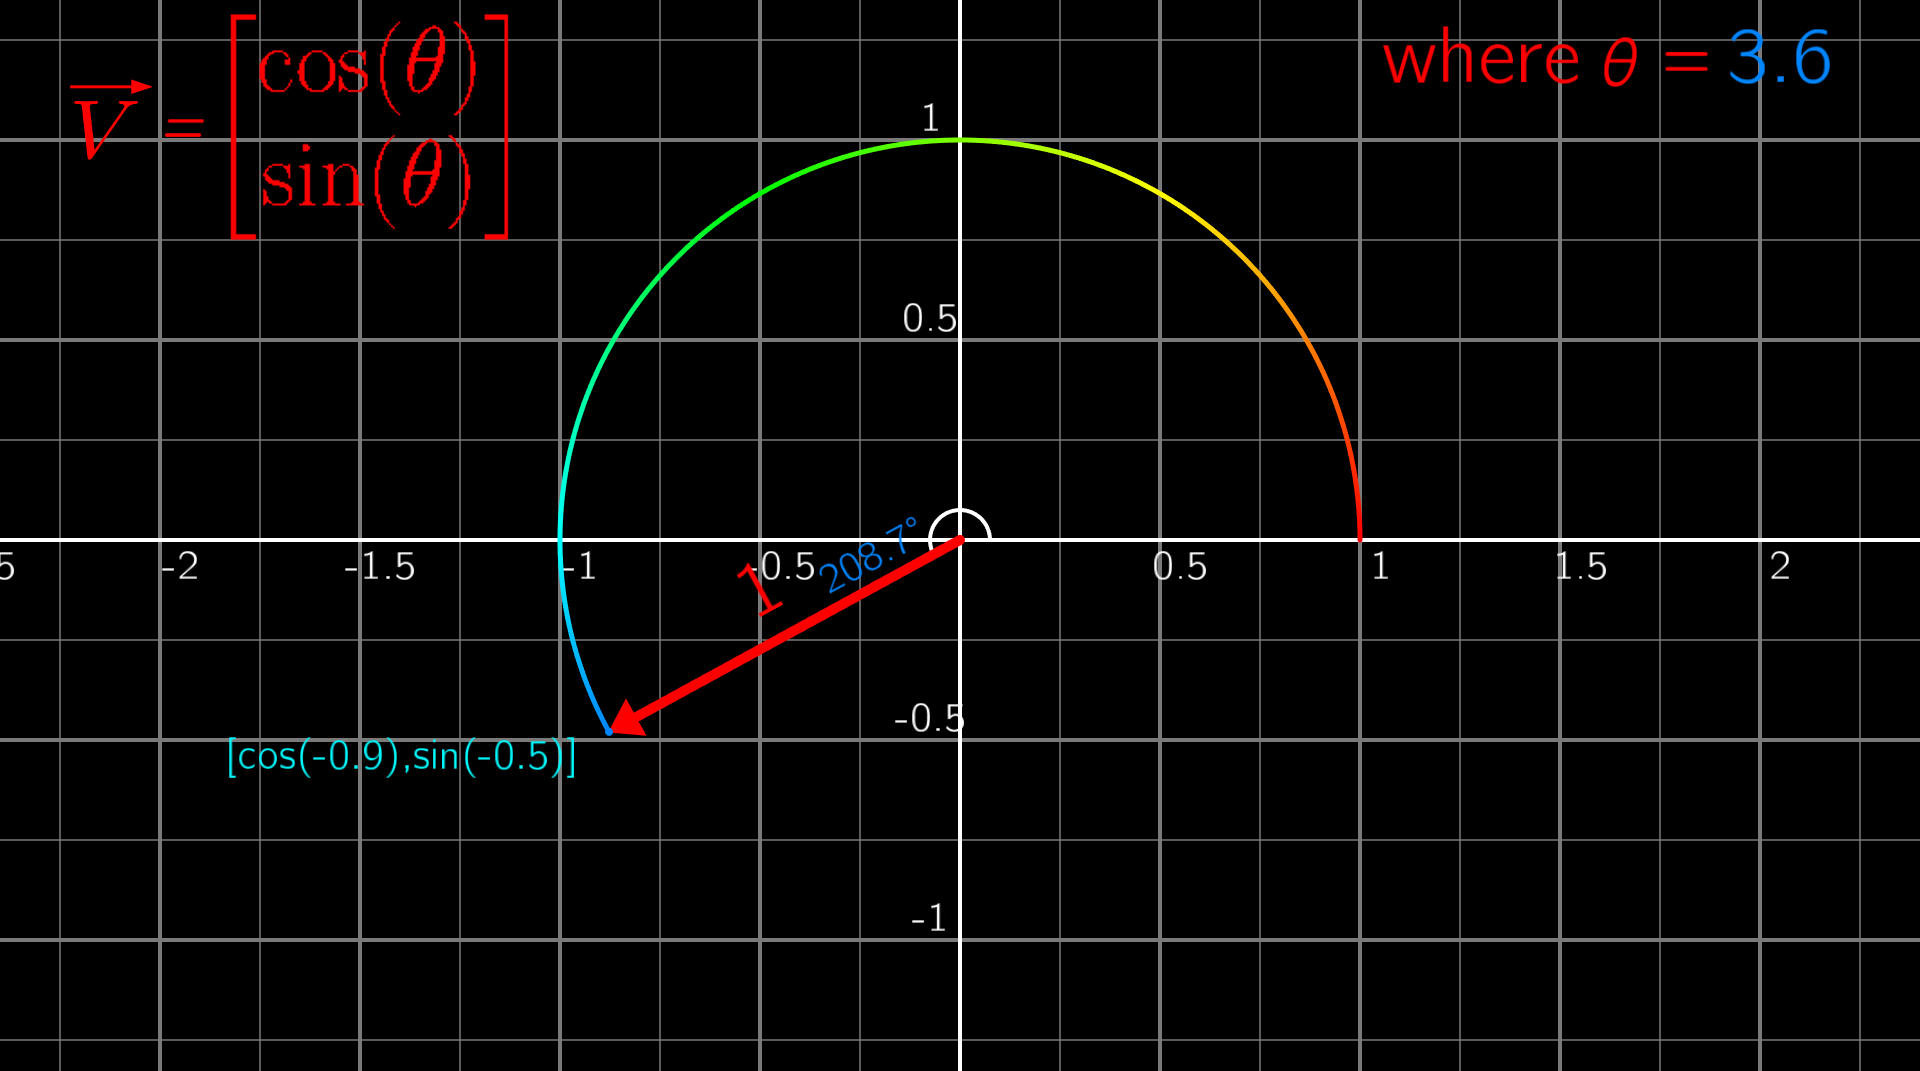 V = [cos(θ)
sin(θ)]
where θ = 3.6
1
0.5
5 -2 -1.5 -1 -0.5 0.5 1 1.5 2
208.7°
1
-0.5
[cos(-0.9),sin(-0.5)]
-1